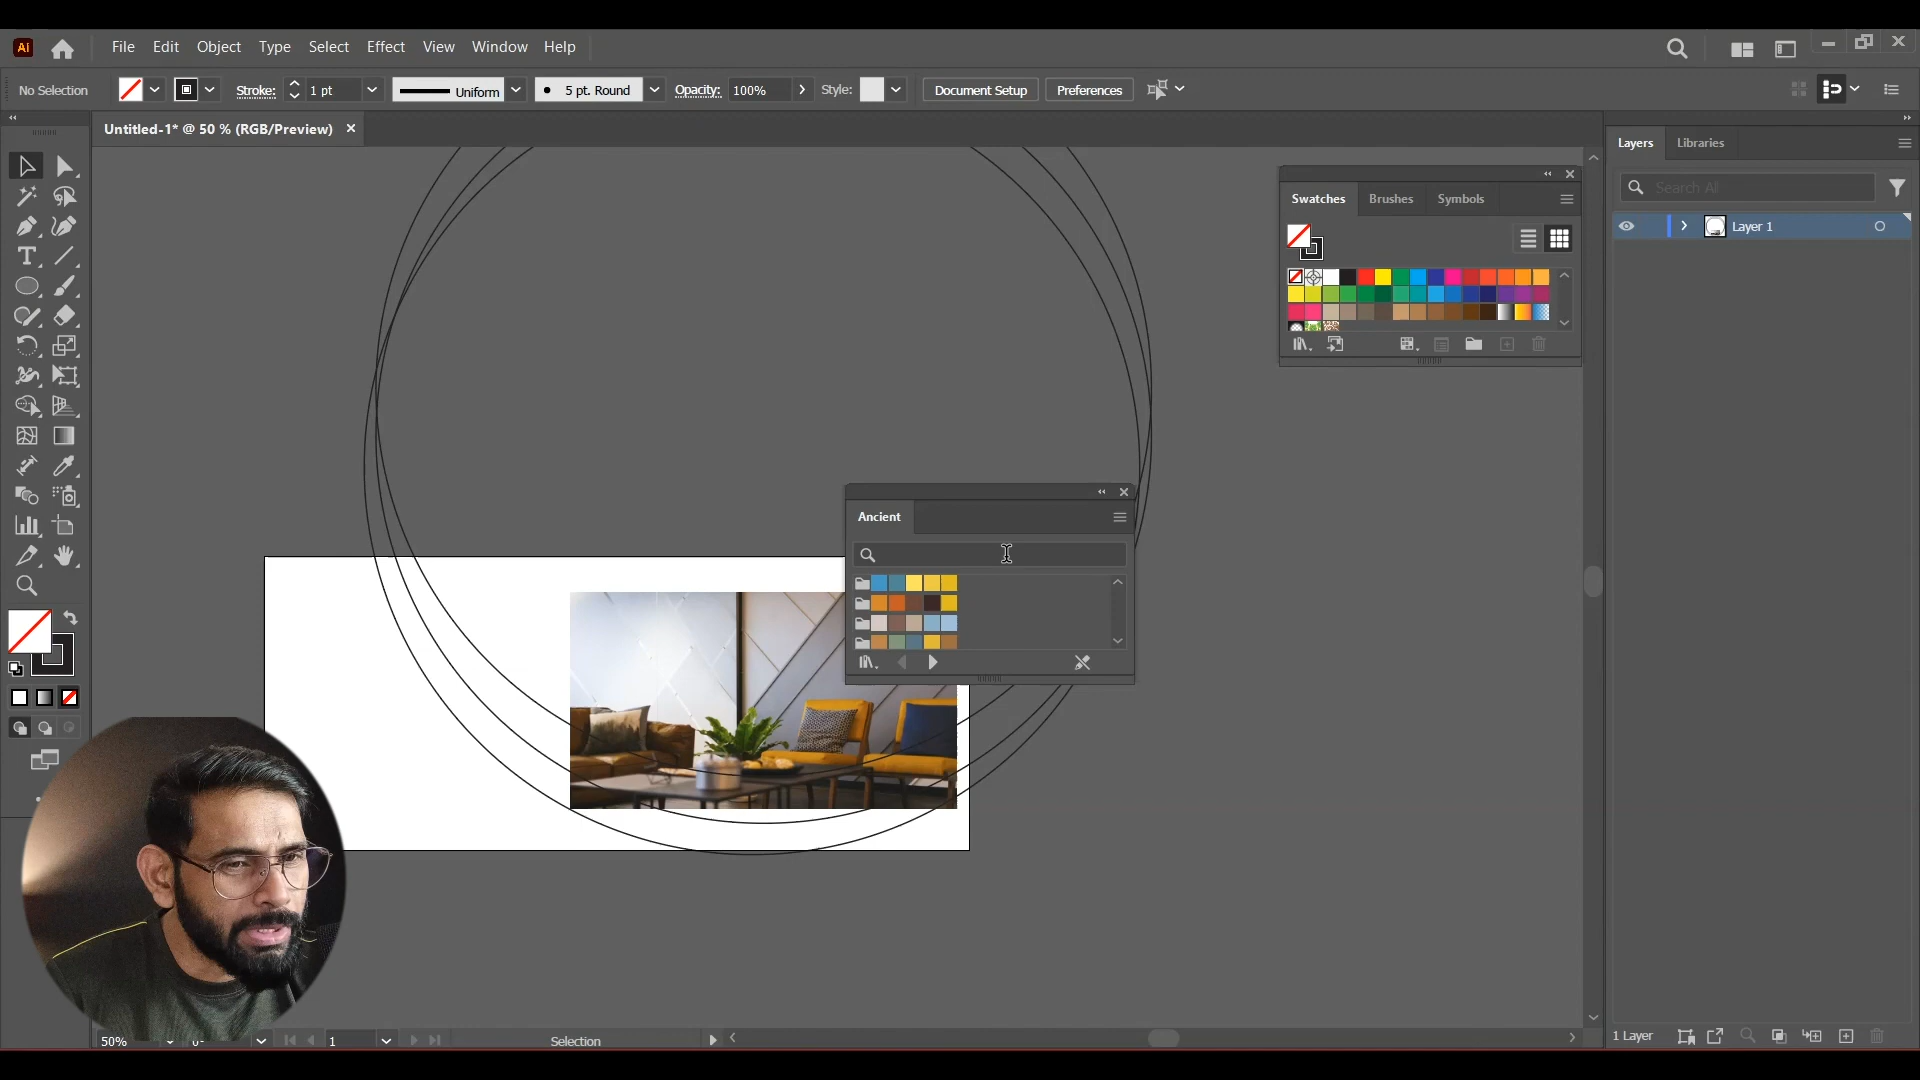 Ai
File Edit Object Type Select Effect View Window Help
No Selection Stroke: 1 pt Uniform 5 pt. Round Opacity: 100% Style: Document Setup Preferences
Untitled-1* @ 50 % (RGB/Preview)
Layers Libraries
Search All
Layer 1
Swatches Brushes Symbols
Ancient
50% 0° 1 Selection
1 Layer